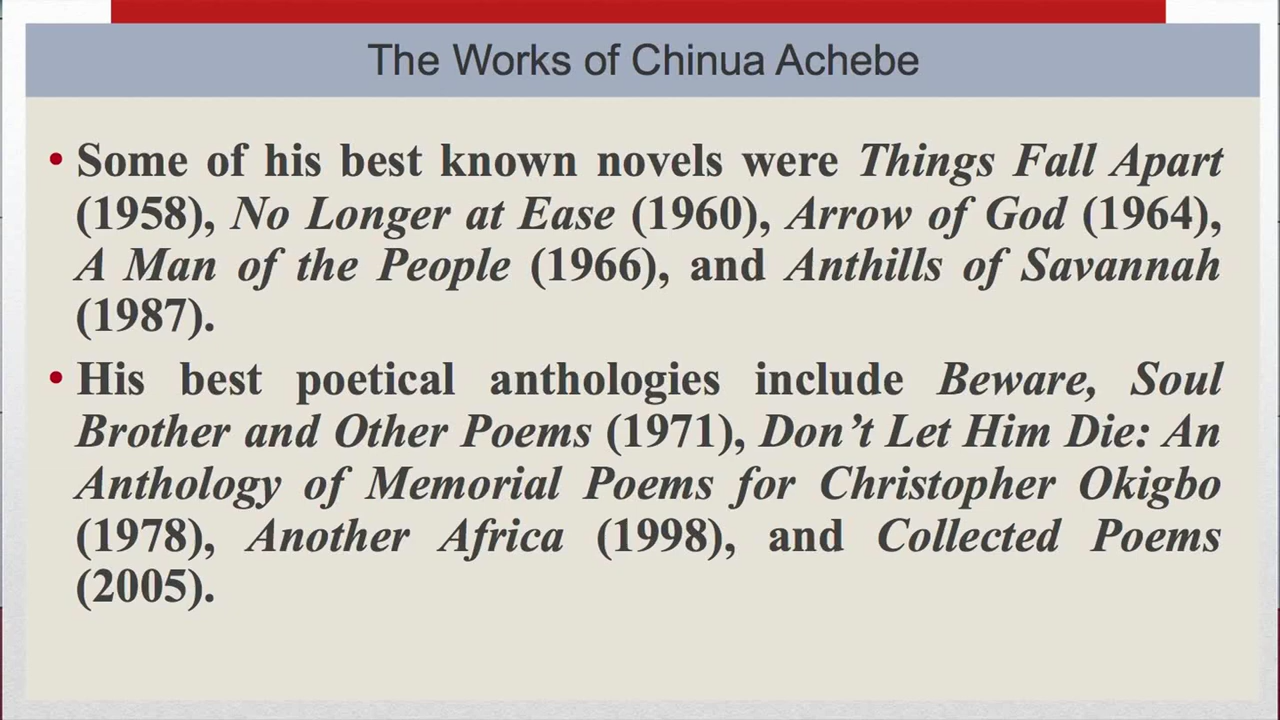 The Works of Chinua Achebe
• Some of his best known novels were Things Fall Apart
(1958), No Longer at Ease (1960), Arrow of God (1964),
A Man of the People (1966), and Anthills of Savannah
(1987).
• His best poetical anthologies include Beware, Soul
Brother and Other Poems (1971), Don’t Let Him Die: An
Anthology of Memorial Poems for Christopher Okigbo
(1978), Another Africa (1998), and Collected Poems
(2005).